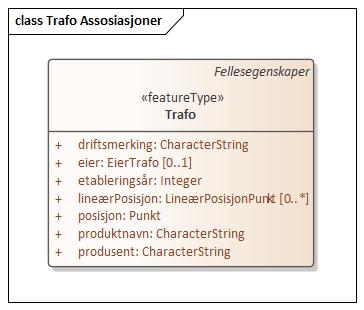 class Trafo Assosiasjoner
Fellesegenskaper
«featureType»
Trafo
+ driftsmerking: CharacterString
+ eier: EierTrafo [0..1]
+ etableringsår: Integer
+ lineærPosisjon: LineærPosisjonPunkt [0..*]
+ posisjon: Punkt
+ produktnavn: CharacterString
+ produsent: CharacterString